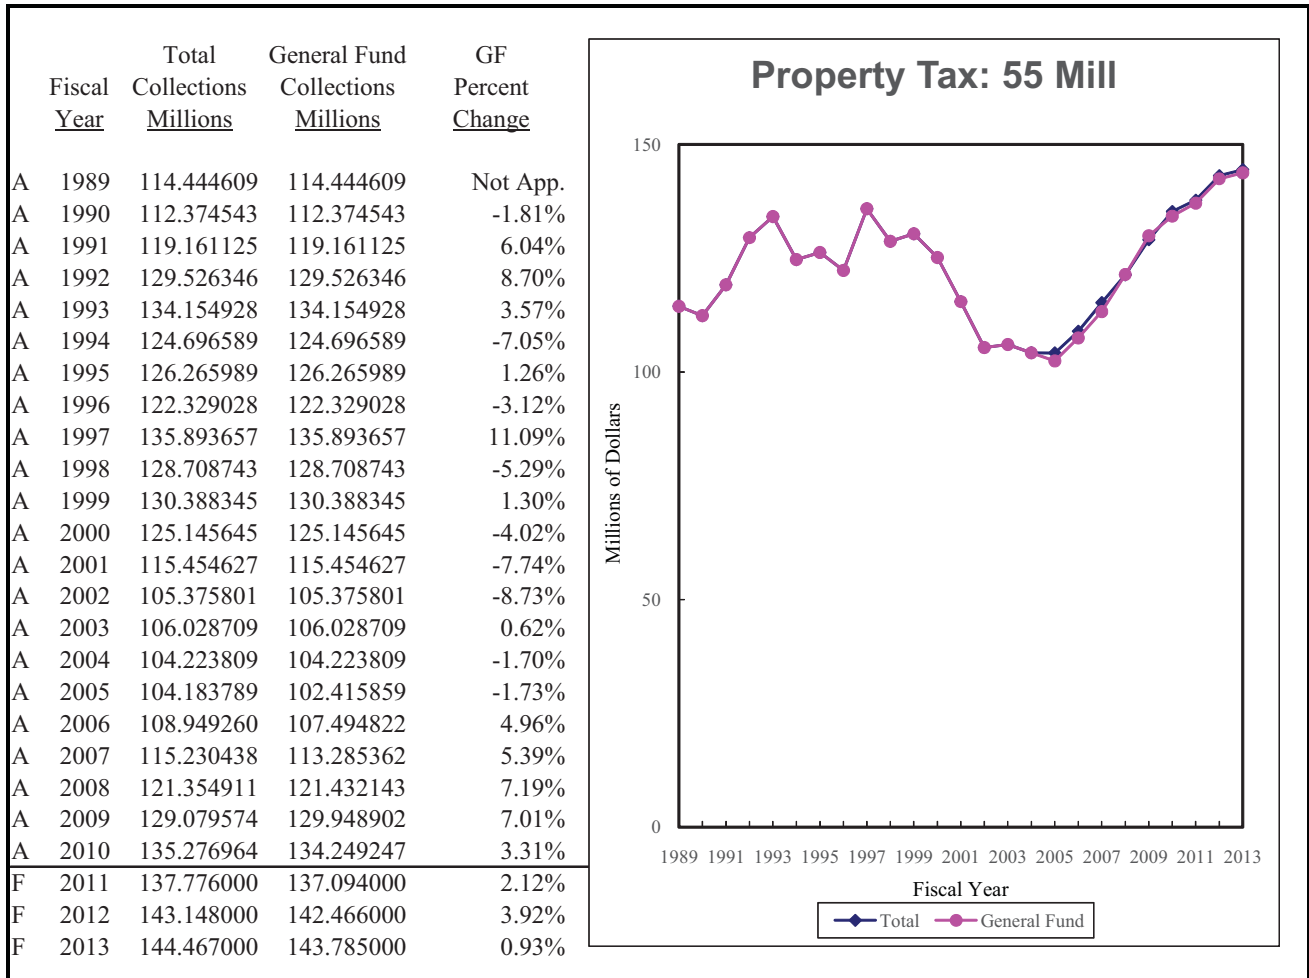 Total General Fund GF
Fiscal Collections Collections Percent
Year Millions Millions Change
A 1989 114.444609 114.444609 Not App.
A 1990 112.374543 112.374543 -1.81%
A 1991 119.161125 119.161125 6.04%
A 1992 129.526346 129.526346 8.70%
A 1993 134.154928 134.154928 3.57%
A 1994 124.696589 124.696589 -7.05%
A 1995 126.265989 126.265989 1.26%
A 1996 122.329028 122.329028 -3.12%
A 1997 135.893657 135.893657 11.09%
A 1998 128.708743 128.708743 -5.29%
A 1999 130.388345 130.388345 1.30%
A 2000 125.145645 125.145645 -4.02%
A 2001 115.454627 115.454627 -7.74%
A 2002 105.375801 105.375801 -8.73%
A 2003 106.028709 106.028709 0.62%
A 2004 104.223809 104.223809 -1.70%
A 2005 104.183789 102.415859 -1.73%
A 2006 108.949260 107.494822 4.96%
A 2007 115.230438 113.285362 5.39%
A 2008 121.354911 121.432143 7.19%
A 2009 129.079574 129.948902 7.01%
A 2010 135.276964 134.249247 3.31%
F 2011 137.776000 137.094000 2.12%
F 2012 143.148000 142.466000 3.92%
F 2013 144.467000 143.785000 0.93%
Property Tax: 55 Mill
150
100
50
0
Millions of Dollars
1989 1991 1993 1995 1997 1999 2001 2003 2005 2007 2009 2011 2013
Fiscal Year
Total General Fund